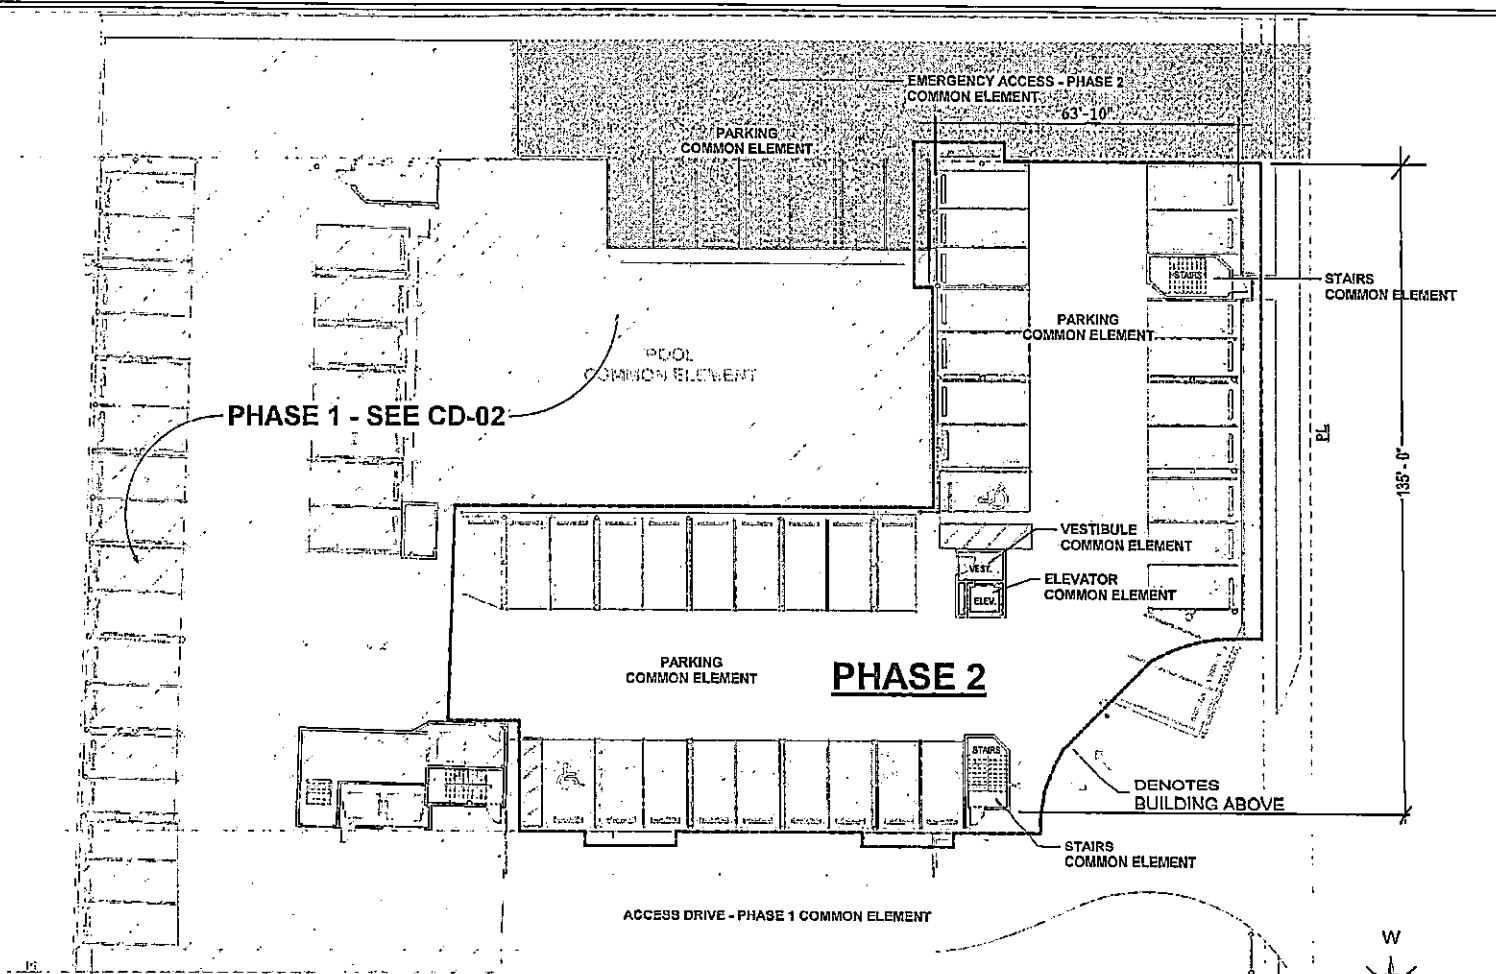 EMERGENCY ACCESS - PHASE 2
COMMON ELEMENT
63'-10"
PARKING
COMMON ELEMENT
STAIRS
STAIRS
COMMON ELEMENT
PARKING
COMMON ELEMENT
POOL
COMMON ELEMENT
PHASE 1 - SEE CD-02
PL
135'-0"
VESTIBULE
COMMON ELEMENT
VEST.
ELEVATOR
COMMON ELEMENT
ELEV.
PARKING
COMMON ELEMENT
PHASE 2
STAIRS
DENOTES
BUILDING ABOVE
STAIRS
COMMON ELEMENT
ACCESS DRIVE - PHASE 1 COMMON ELEMENT
W